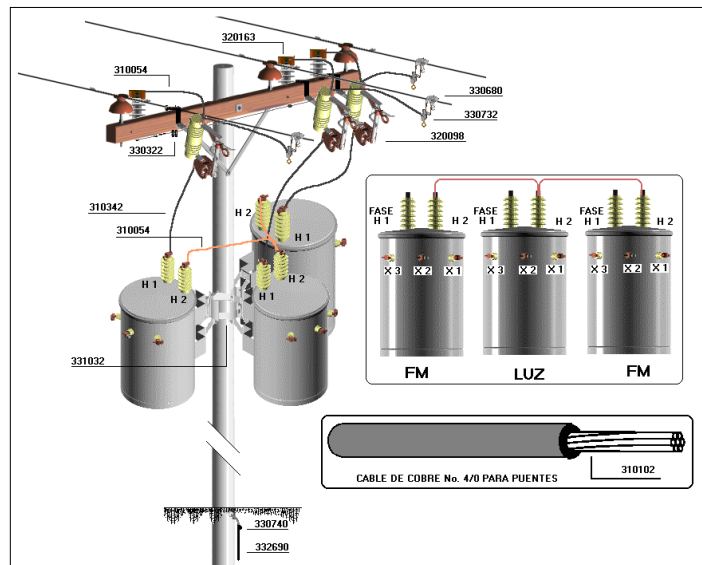 320163
310054
330680
330732
320098
330322
310342
310054
H 2
H 1
H 1
H 2
H 1
H 2
331032
FASE
H 1
H 2
FASE
H 1
H 2
FASE
H 1
H 2
X 3
X 2
X 1
X 3
X 2
X 1
X 3
X 2
X 1
FM
LUZ
FM
310102
CABLE DE COBRE No. 4/0 PARA PUENTES
330740
332690